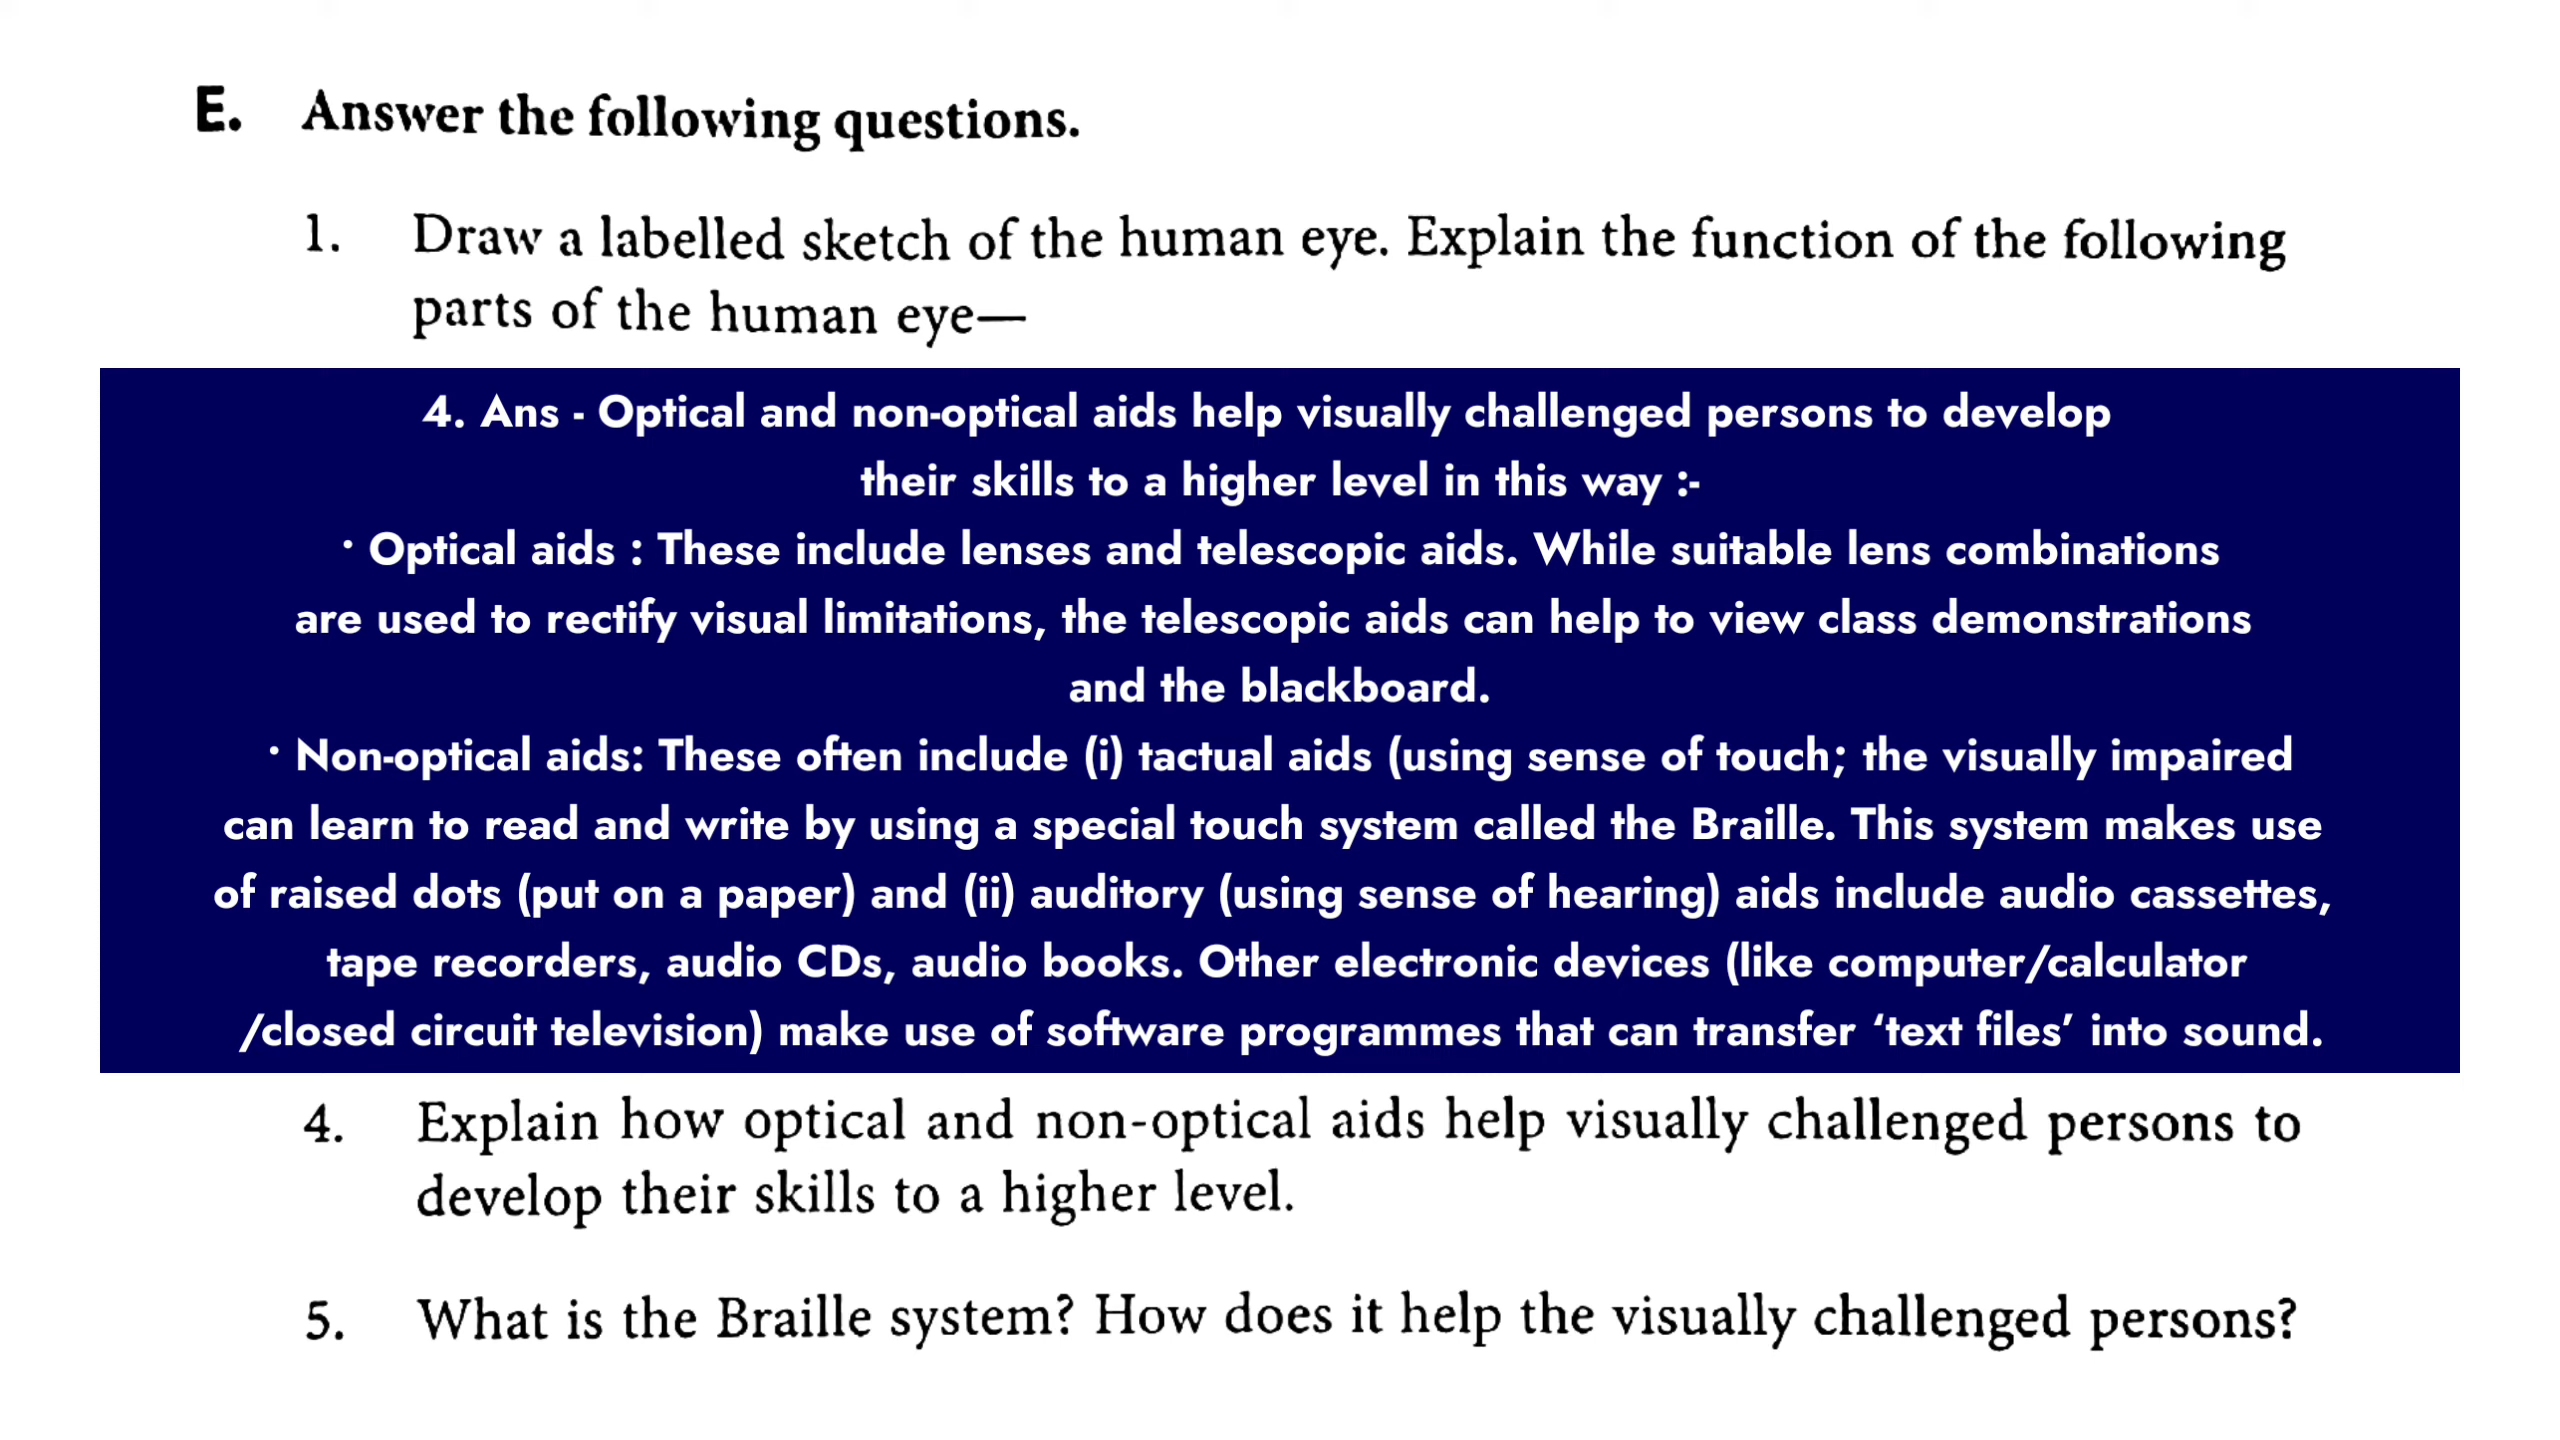 E. Answer the following questions.
1. Draw a labelled sketch of the human eye. Explain the function of the following
parts of the human eye—
4. Ans - Optical and non-optical aids help visually challenged persons to develop
their skills to a higher level in this way :-
· Optical aids : These include lenses and telescopic aids. While suitable lens combinations
are used to rectify visual limitations, the telescopic aids can help to view class demonstrations
and the blackboard.
· Non-optical aids: These often include (i) tactual aids (using sense of touch; the visually impaired
can learn to read and write by using a special touch system called the Braille. This system makes use
of raised dots (put on a paper) and (ii) auditory (using sense of hearing) aids include audio cassettes,
tape recorders, audio CDs, audio books. Other electronic devices (like computer/calculator
/closed circuit television) make use of software programmes that can transfer ‘text files’ into sound.
4. Explain how optical and non-optical aids help visually challenged persons to
develop their skills to a higher level.
5. What is the Braille system? How does it help the visually challenged persons?